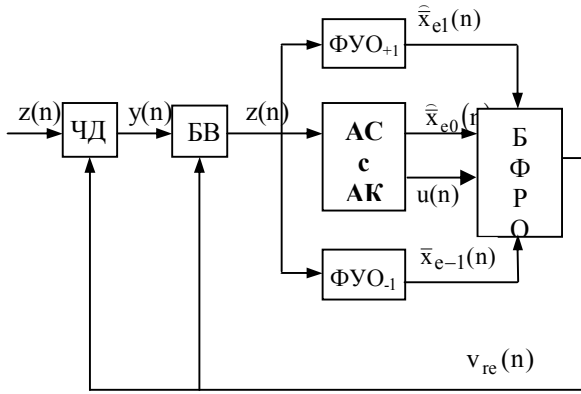 x̂̄e1(n)
ФУО+1
z(n)
y(n)
z(n)
x̂̄e0(n)
ЧД
БВ
АС
с
АК
Б
Ф
Р
О
u(n)
ФУО-1
x̄e−1(n)
vre(n)